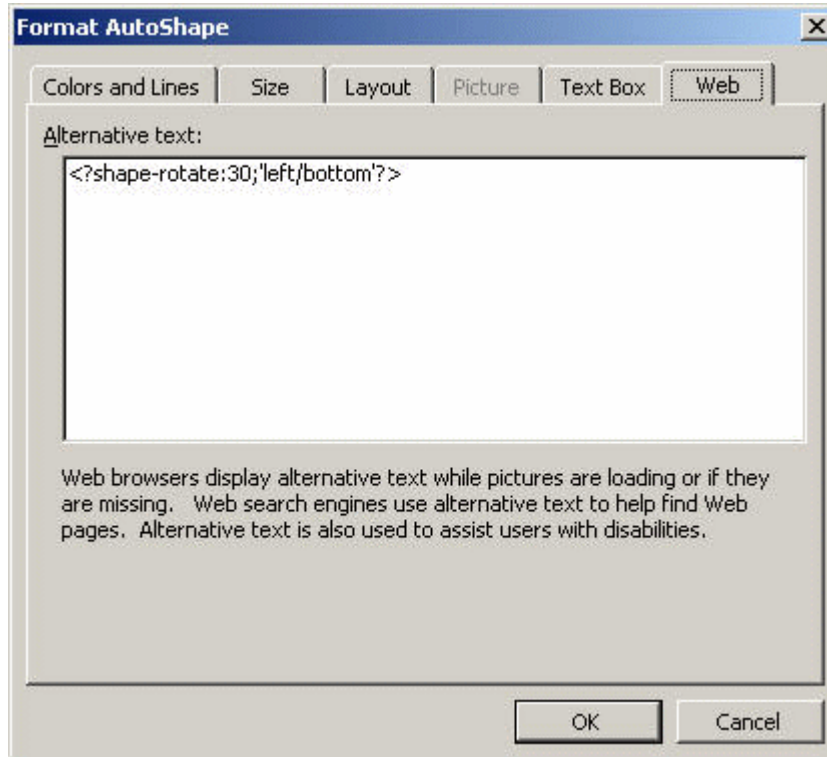 Format AutoShape
Colors and Lines Size Layout Picture Text Box Web
Alternative text:
<?shape-rotate:30;'left/bottom'?>
Web browsers display alternative text while pictures are loading or if they
are missing.   Web search engines use alternative text to help find Web
pages.  Alternative text is also used to assist users with disabilities.
OK Cancel